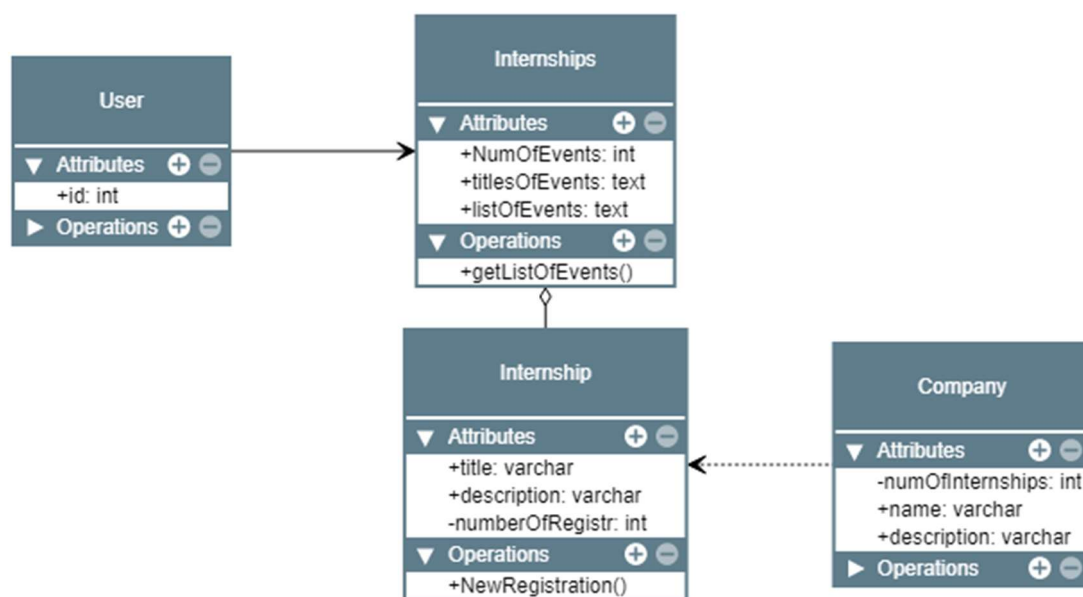 User
Attributes
+id: int
Operations
Internships
Attributes
+NumOfEvents: int
+titlesOfEvents: text
+listOfEvents: text
Operations
+getListOfEvents()
Internship
Attributes
+title: varchar
+description: varchar
-numberOfRegistr: int
Operations
+NewRegistration()
Company
Attributes
-numOfInternships: int
+name: varchar
+description: varchar
Operations